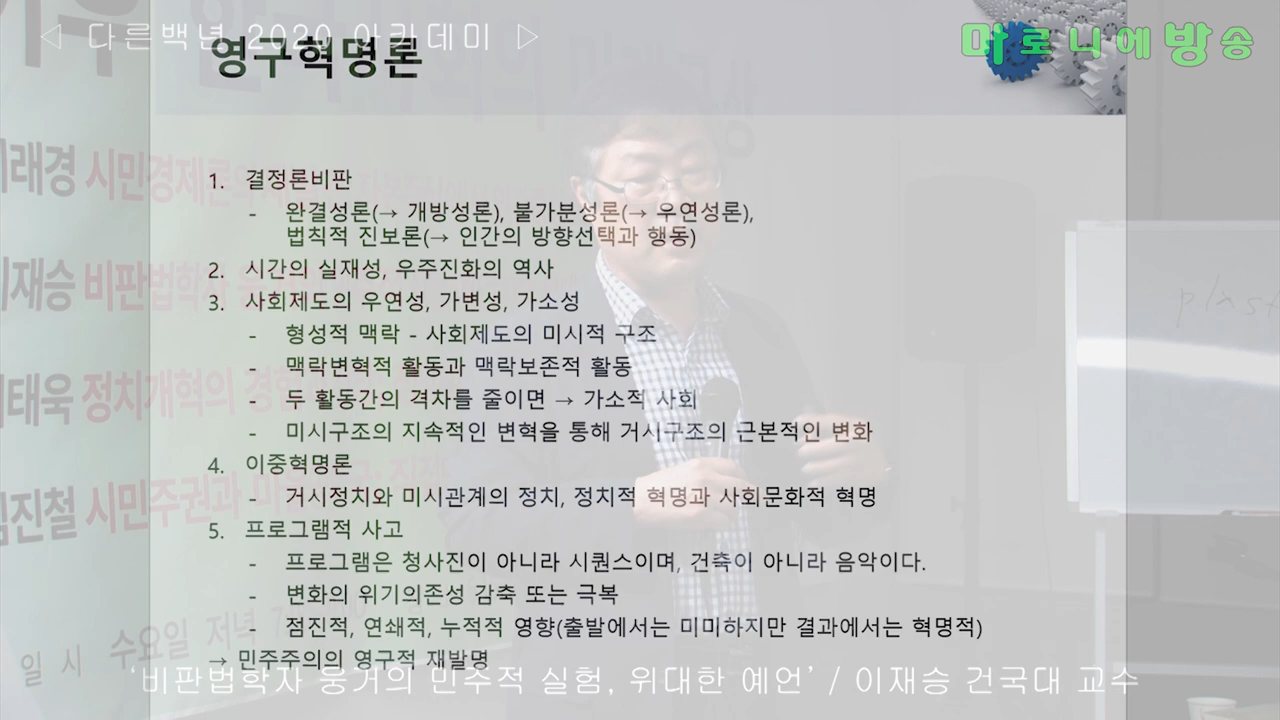 ◁ 다른백년 2020 아카데미 ▷
마로니에방송
영구혁명론
1. 결정론비판
- 완결성론(→ 개방성론), 불가분성론(→ 우연성론),
법칙적 진보론(→ 인간의 방향선택과 행동)
2. 시간의 실재성, 우주진화의 역사
3. 사회제도의 우연성, 가변성, 가소성
- 형성적 맥락 - 사회제도의 미시적 구조
- 맥락변혁적 활동과 맥락보존적 활동
- 두 활동간의 격차를 줄이면 → 가소적 사회
- 미시구조의 지속적인 변혁을 통해 거시구조의 근본적인 변화
4. 이중혁명론
- 거시정치와 미시관계의 정치, 정치적 혁명과 사회문화적 혁명
5. 프로그램적 사고
- 프로그램은 청사진이 아니라 시퀀스이며, 건축이 아니라 음악이다.
- 변화의 위기의존성 감축 또는 극복
- 점진적, 연쇄적, 누적적 영향(출발에서는 미미하지만 결과에서는 혁명적)
→ 민주주의의 영구적 재발명
래경 시민경제론
재승 비판법학자
태욱 정치개혁의
진철 시민주권과
일 시 수요일 저녁
plast
'비판법학자 웅거의 민주적 실험, 위대한 예언' / 이재승 건국대 교수